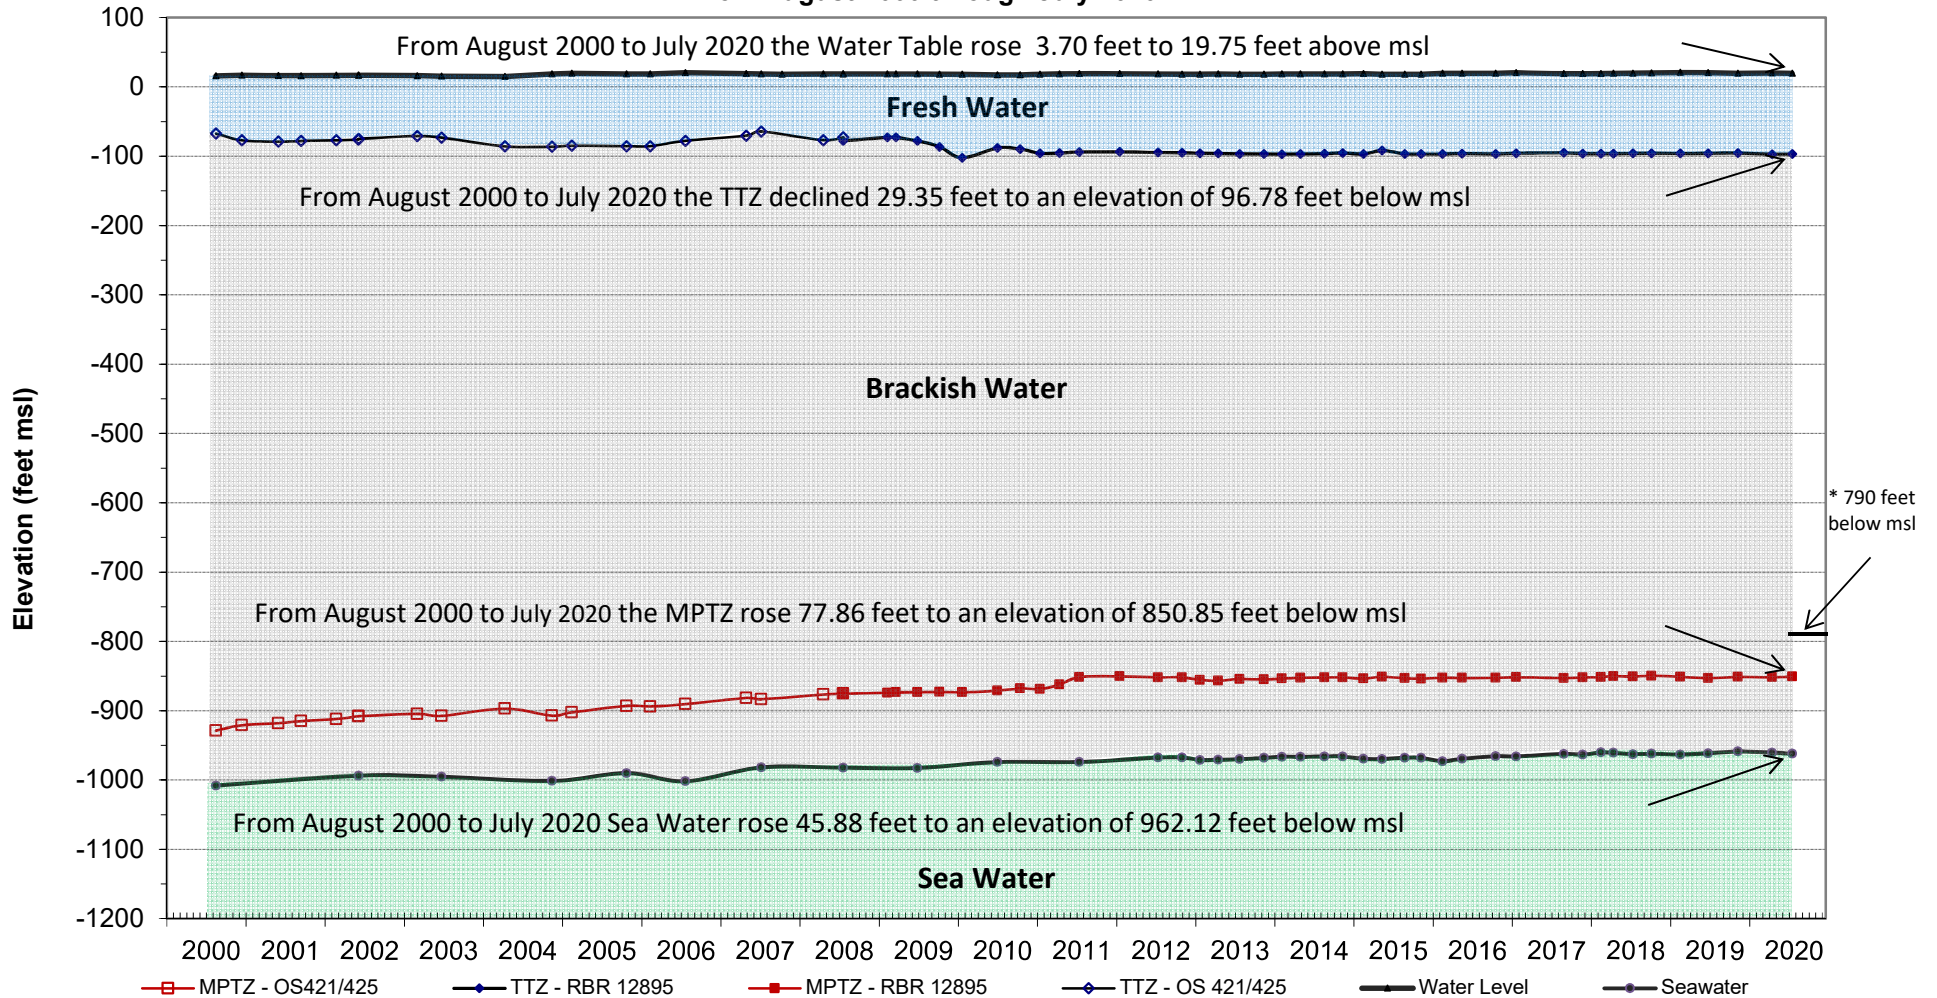 100
0
-100
-200
-300
-400
-500
-600
-700
-800
-900
-1000
-1100
-1200
Elevation (feet msl)
From August 2000 to July 2020 the Water Table rose 3.70 feet to 19.75 feet above msl
Fresh Water
From August 2000 to July 2020 the TTZ declined 29.35 feet to an elevation of 96.78 feet below msl
Brackish Water
* 790 feet
below msl
From August 2000 to July 2020 the MPTZ rose 77.86 feet to an elevation of 850.85 feet below msl
From August 2000 to July 2020 Sea Water rose 45.88 feet to an elevation of 962.12 feet below msl
Sea Water
2000 2001 2002 2003 2004 2005 2006 2007 2008 2009 2010 2011 2012 2013 2014 2015 2016 2017 2018 2019 2020
MPTZ - OS421/425 TTZ - RBR 12895 MPTZ - RBR 12895 TTZ - OS 421/425 Water Level Seawater